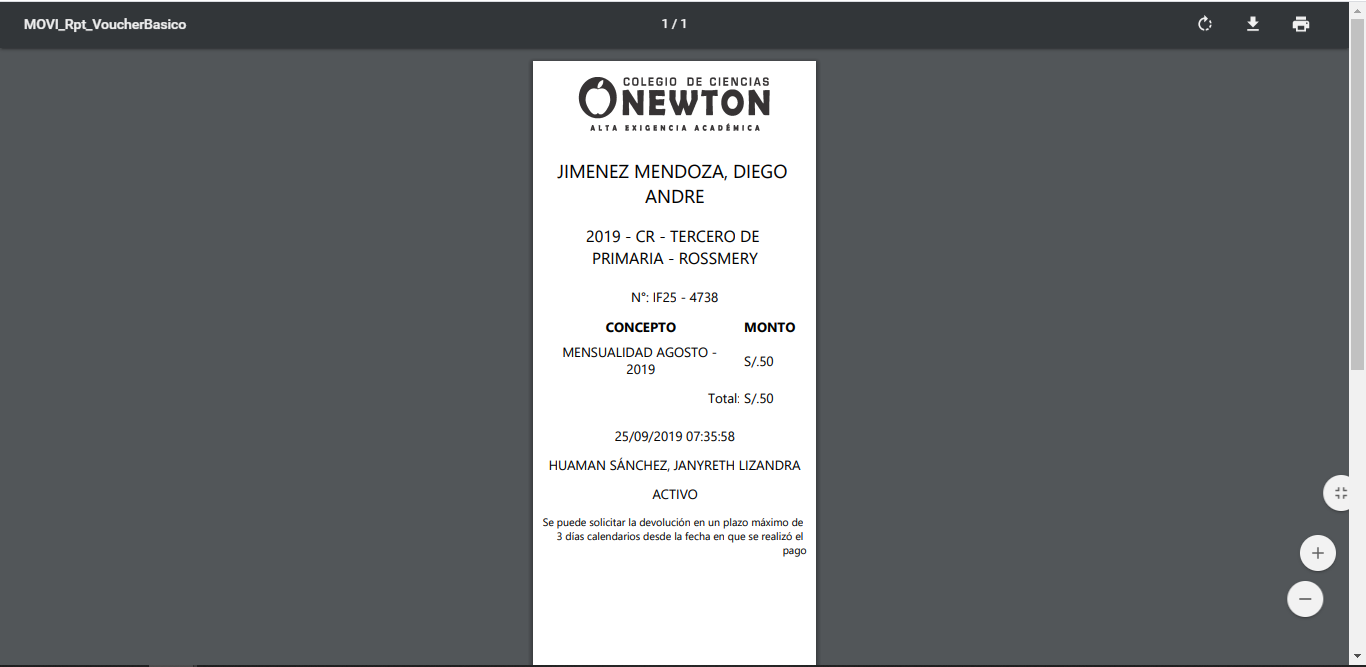 MOVI_Rpt_VoucherBasico
1 / 1
COLEGIO DE CIENCIAS
NEWTON
ALTA EXIGENCIA ACADÉMICA
JIMENEZ MENDOZA, DIEGO
ANDRE
2019 - CR - TERCERO DE
PRIMARIA - ROSSMERY
N°: IF25 - 4738
CONCEPTO MONTO
MENSUALIDAD AGOSTO -
2019
S/.50
Total: S/.50
25/09/2019 07:35:58
HUAMAN SÁNCHEZ, JANYRETH LIZANDRA
ACTIVO
Se puede solicitar la devolución en un plazo máximo de
3 días calendarios desde la fecha en que se realizó el
pago